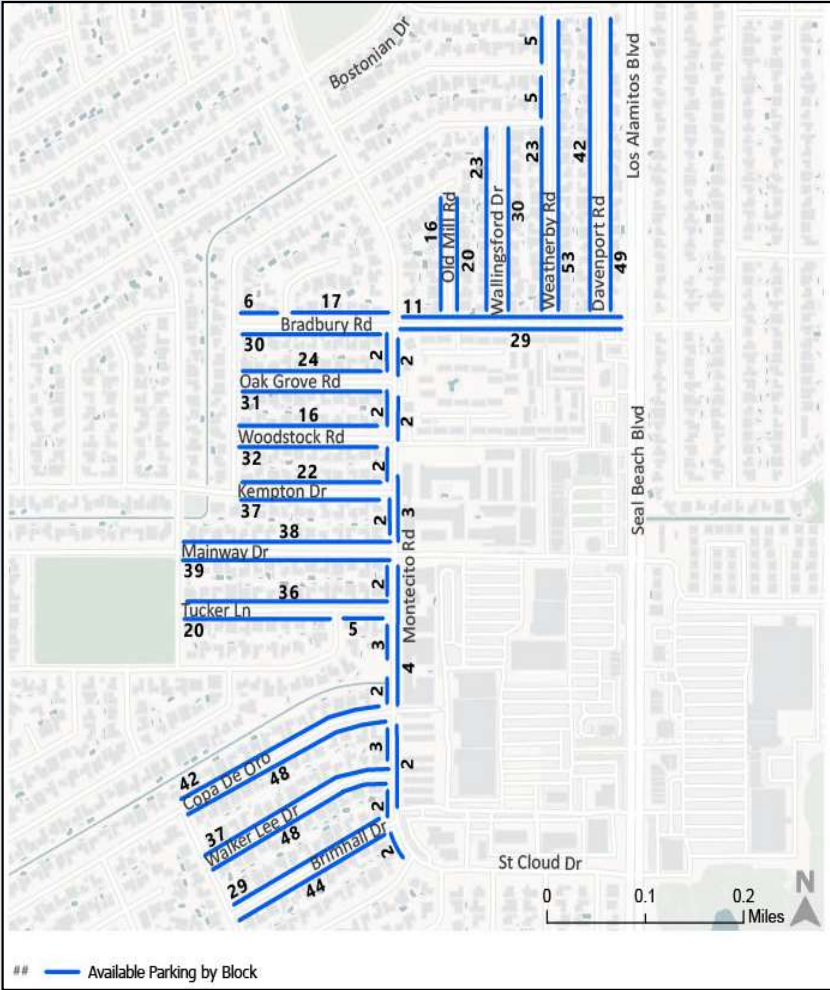 Bostonian Dr
5
5
Los Alamitos Blvd
23
23
42
16
Old Mill Rd
20
Wallingsford Dr
30
Weatherby Rd
53
Davenport Rd
49
6
17
11
Bradbury Rd
29
30
24
2
2
Oak Grove Rd
31
16
2
2
Woodstock Rd
32
22
2
Kempton Dr
37
2
3
38
Mainway Dr
39
36
2
Montecito Rd
Seal Beach Blvd
Tucker Ln
20
5
3
4
2
42
Copa De Oro
48
3
2
37
Walker Lee Dr
48
2
29
Brimhall Dr
44
2
St Cloud Dr
N
0 0.1 0.2
Miles
## Available Parking by Block